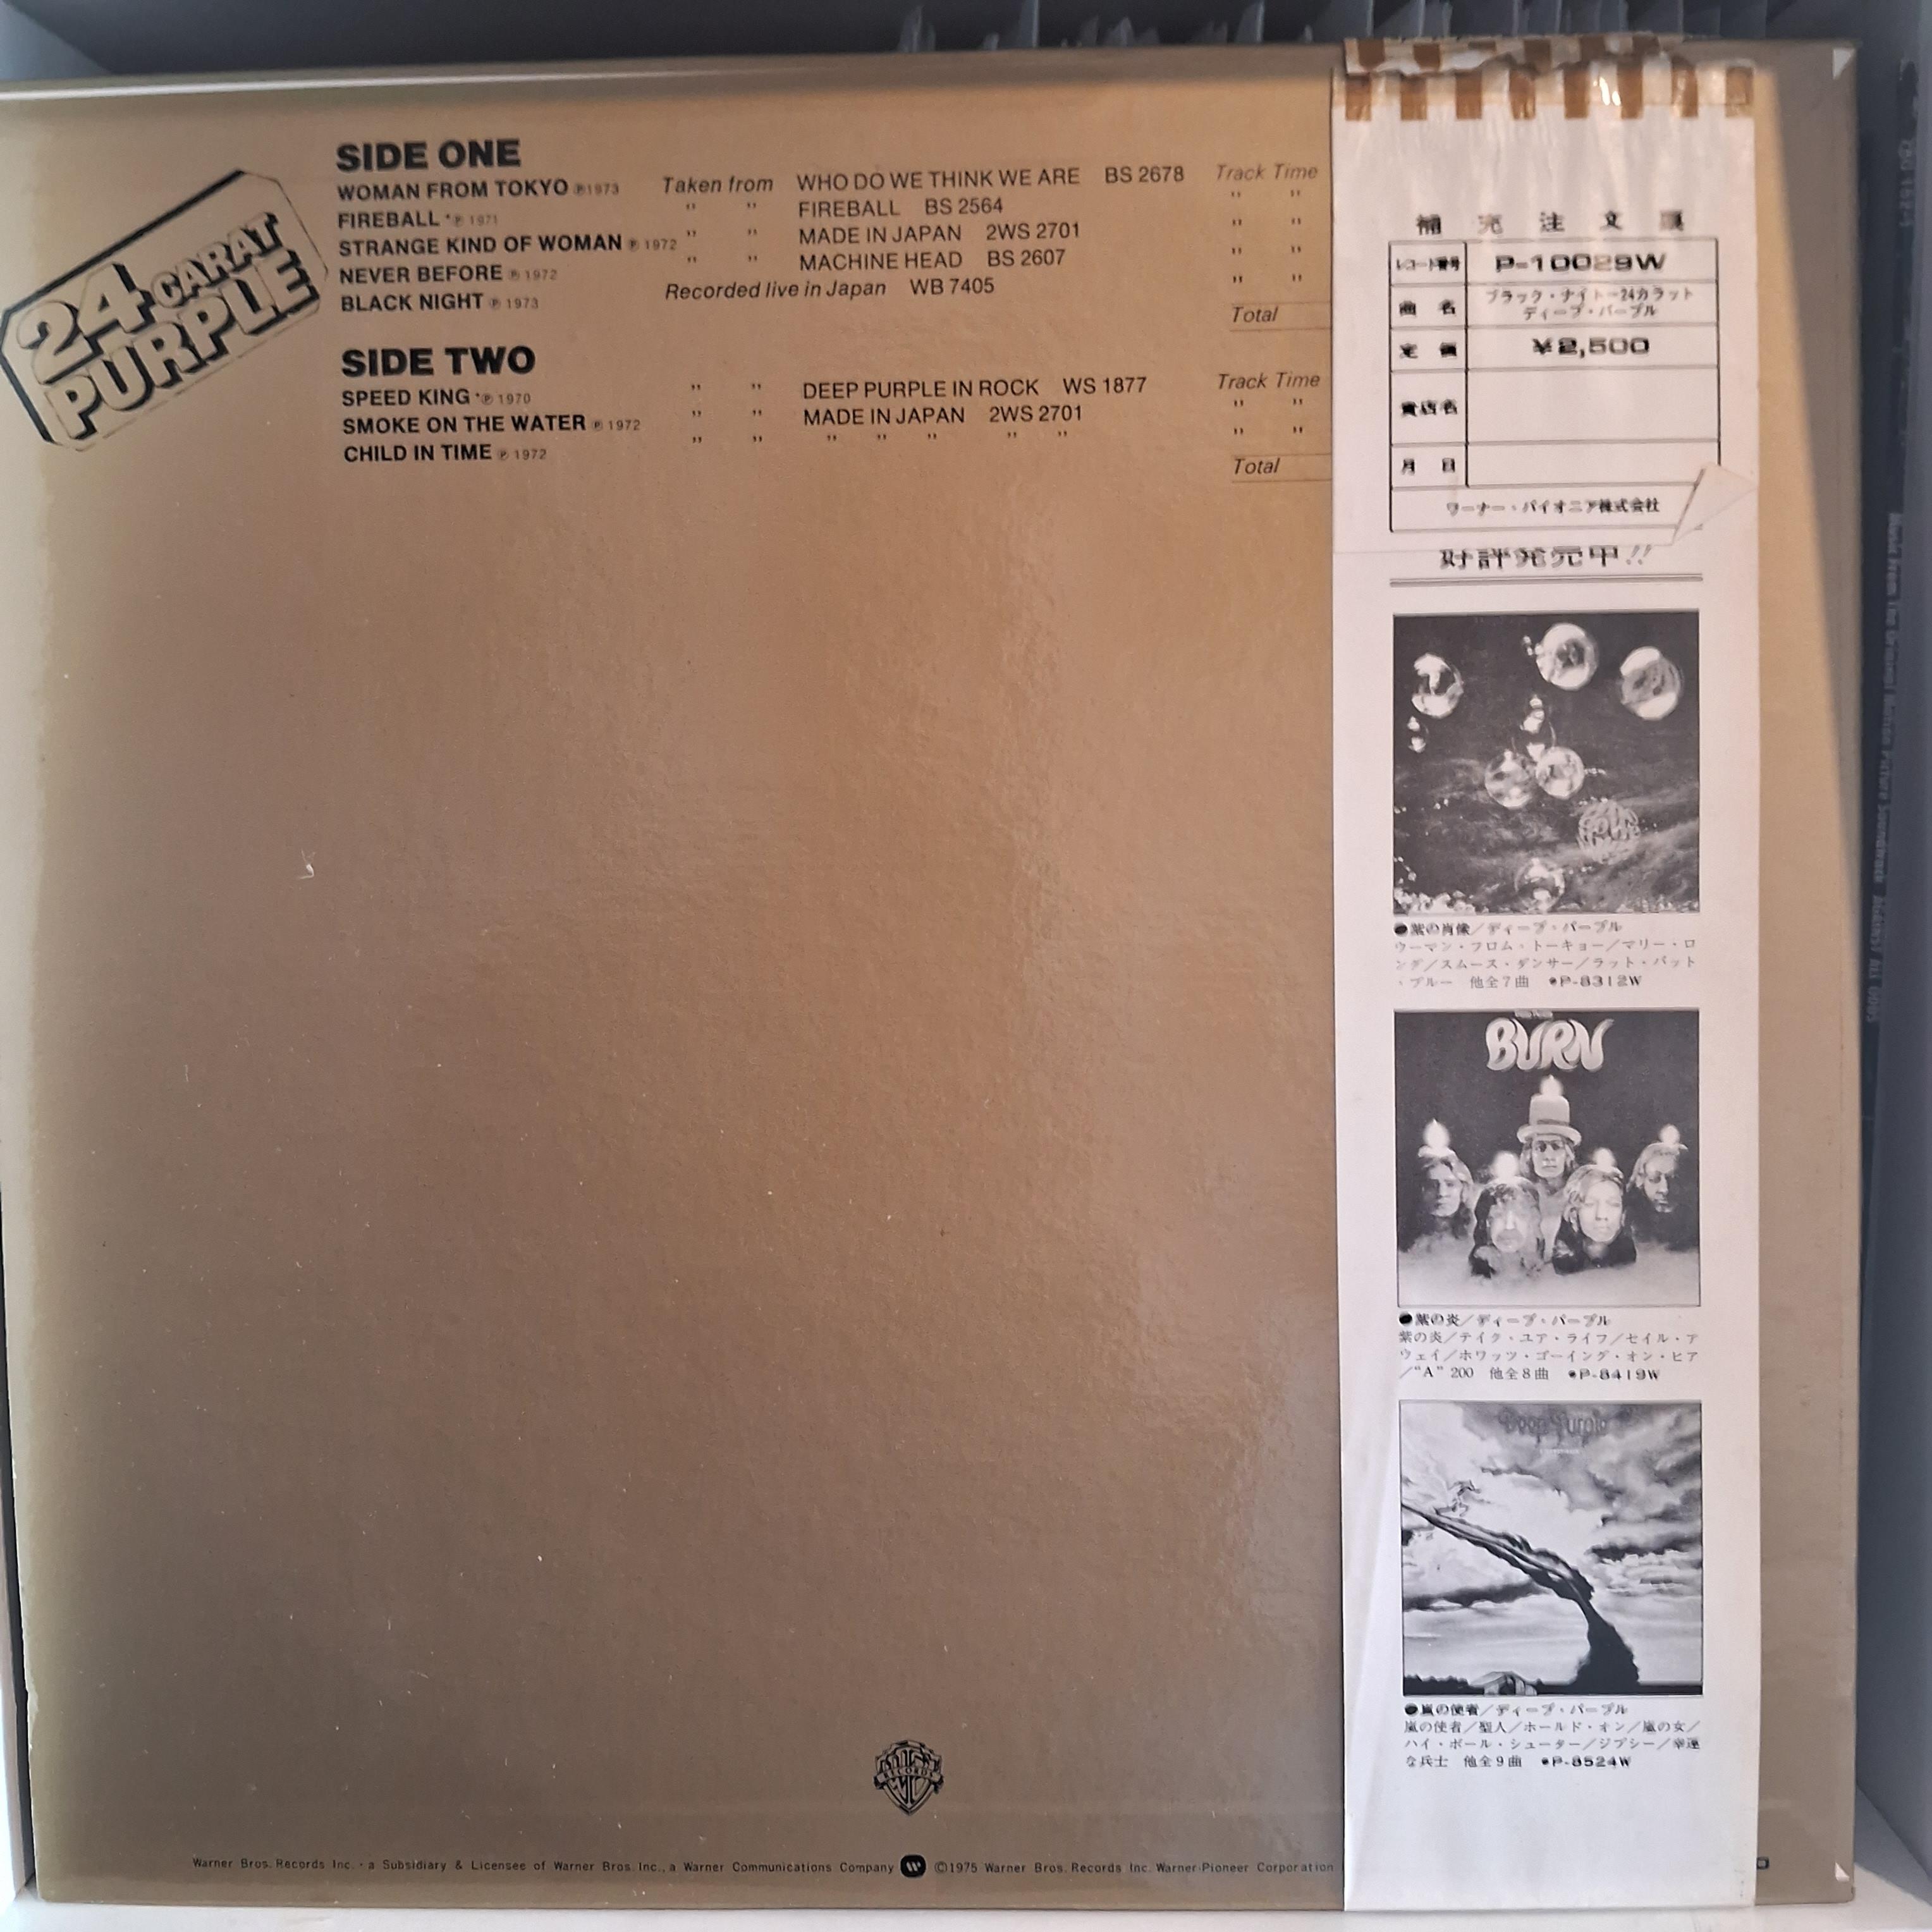 24 CARAT
PURPLE
SIDE ONE
WOMAN FROM TOKYO ℗1973 Taken from WHO DO WE THINK WE ARE BS 2678 Track Time
FIREBALL *℗ 1971 " " FIREBALL BS 2564 " "
STRANGE KIND OF WOMAN ℗ 1972 " " MADE IN JAPAN 2WS 2701 " "
NEVER BEFORE ℗ 1972 " " MACHINE HEAD BS 2607 " "
BLACK NIGHT ℗ 1973 Recorded live in Japan WB 7405 " "
Total
SIDE TWO
SPEED KING *℗ 1970 " " DEEP PURPLE IN ROCK WS 1877 Track Time
SMOKE ON THE WATER ℗ 1972 " " MADE IN JAPAN 2WS 2701 " "
CHILD IN TIME ℗ 1972 " " " " " " " " "
Total
RECORDS
Warner Bros. Records Inc. - a Subsidiary & Licensee of Warner Bros. Inc., a Warner Communications Company ©1975 Warner Bros. Records Inc. Warner-Pioneer Corporation
補充注文票
レコード番号 P-10029W
曲名 ブラック・ナイト=24カラット
ディープ・パープル
定価 ¥2,500
貴店名
月日
ワーナー・パイオニア株式会社
好評発売中!!
●紫の肖像/ディープ・パープル
ウーマン・フロム・トーキョー/マリー・ロ
ング/スムース・ダンサー/ラット・バット
・ブルー 他全7曲 ●P-8312W
BURN
●紫の炎/ディープ・パープル
紫の炎/テイク・ユア・ライフ/セイル・ア
ウェイ/ホワッツ・ゴーイング・オン・ヒア
/"A" 200 他全8曲 ●P-8419W
Deep Purple
●嵐の使者/ディープ・パープル
嵐の使者/聖人/ホールド・オン/嵐の女/
ハイ・ボール・シューター/ジプシー/幸運
な兵士 他全9曲 ●P-8524W